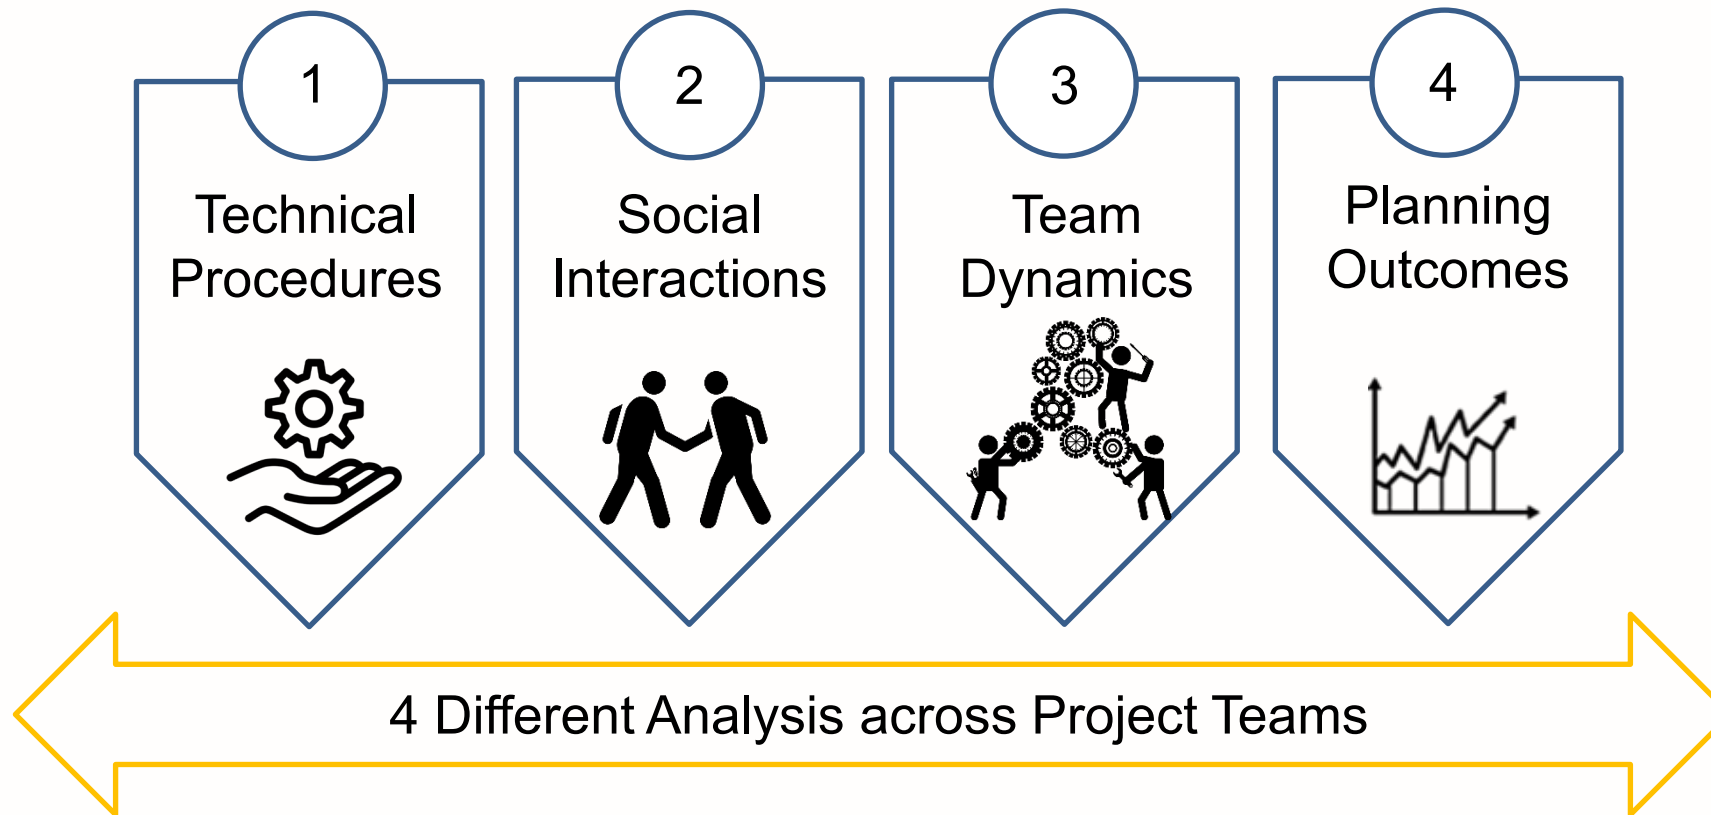 1
Technical
Procedures
2
Social
Interactions
3
Team
Dynamics
4
Planning
Outcomes
4 Different Analysis across Project Teams